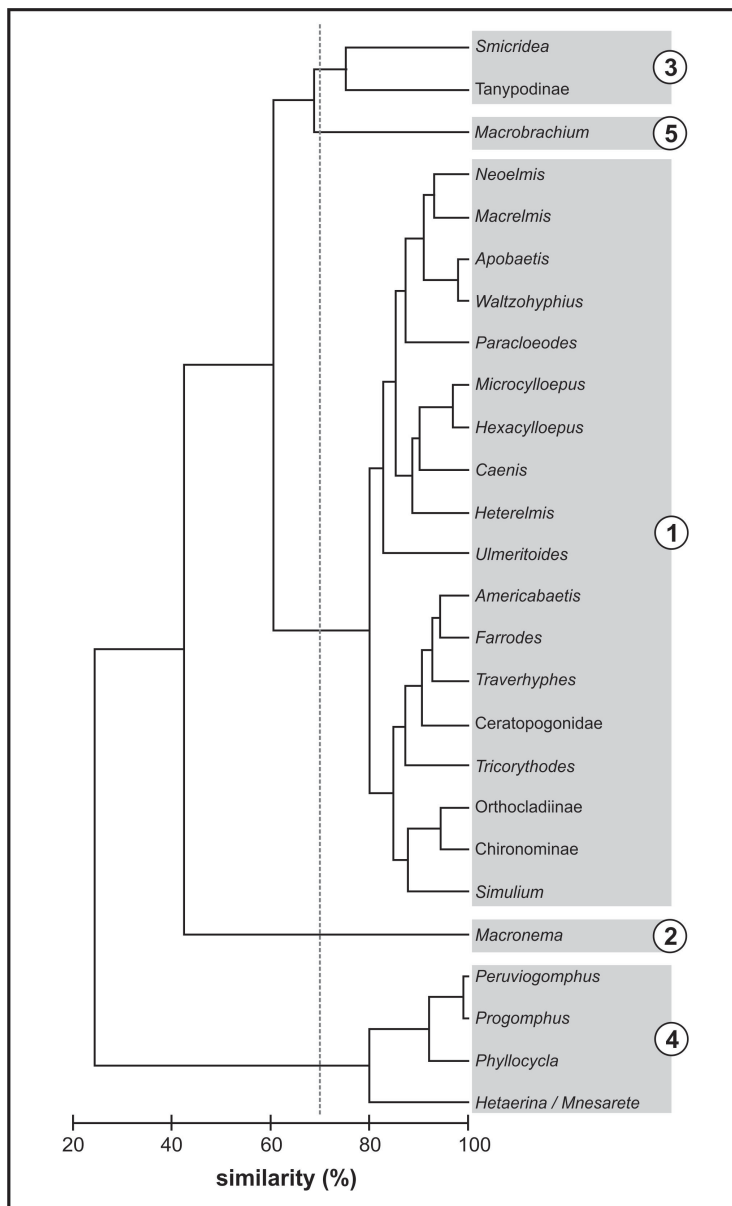 Smicridea
3
Tanypodinae
Macrobrachium
5
Neoelmis
Macrelmis
Apobaetis
Waltzohyphius
Paracloeodes
Microcylloepus
Hexacylloepus
Caenis
Heterelmis
1
Ulmeritoides
Americabaetis
Farrodes
Traverhyphes
Ceratopogonidae
Tricorythodes
Orthocladiinae
Chironominae
Simulium
Macronema
2
Peruviogomphus
Progomphus
4
Phyllocycla
Hetaerina / Mnesarete
20 40 60 80 100
similarity (%)